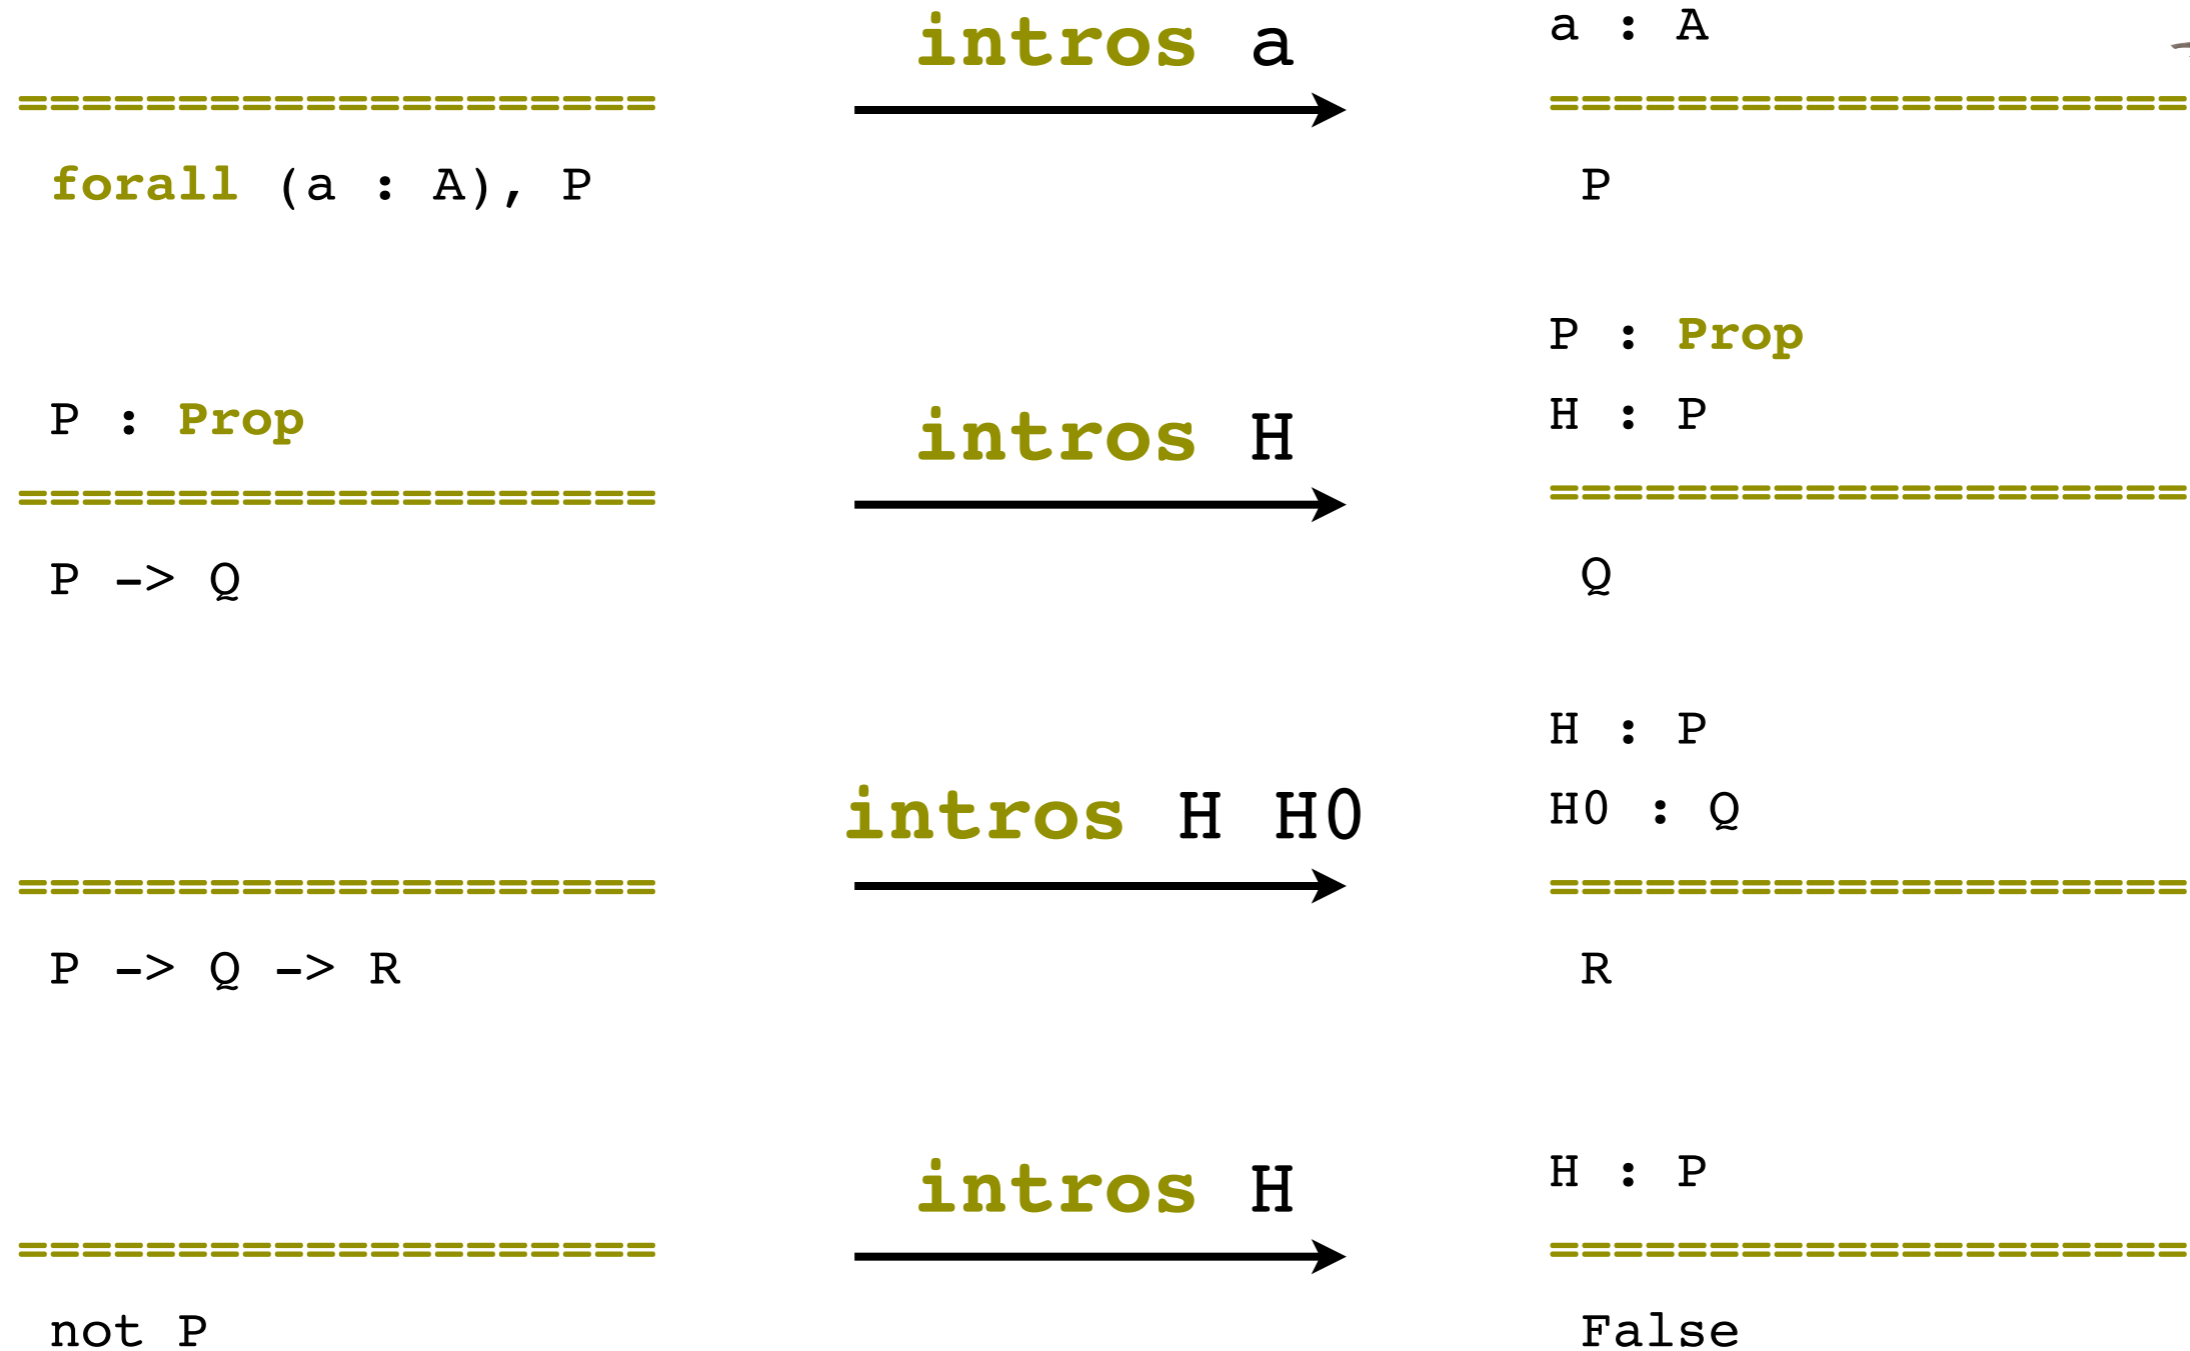 intros a
a : A
==================== ====================
forall (a : A), P
P
P : Prop
P : Prop
intros H
H : P
==================== ====================
P -> Q
Q
H : P
intros H H0
H0 : Q
==================== ====================
P -> Q -> R
R
intros H
H : P
==================== ====================
not P
False